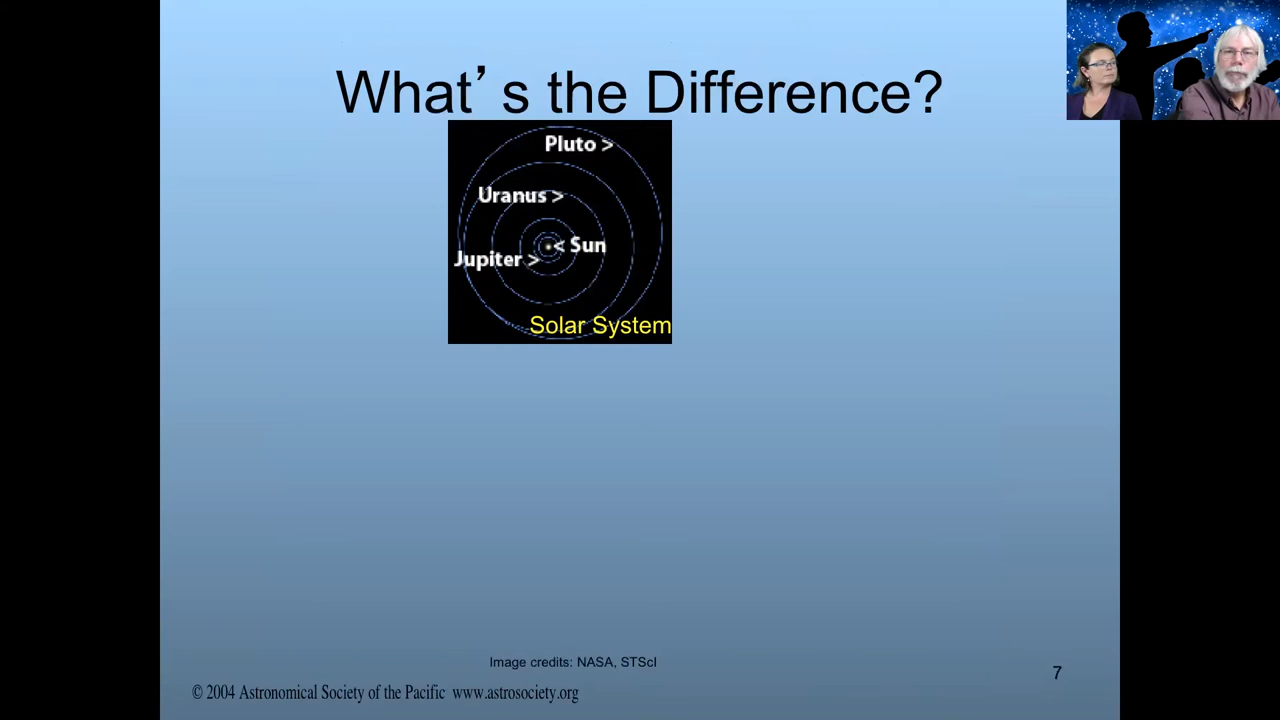 What's the Difference?
Pluto >
Uranus >
< Sun
Jupiter >
Solar System
Image credits: NASA, STScI
7
© 2004 Astronomical Society of the Pacific www.astrosociety.org